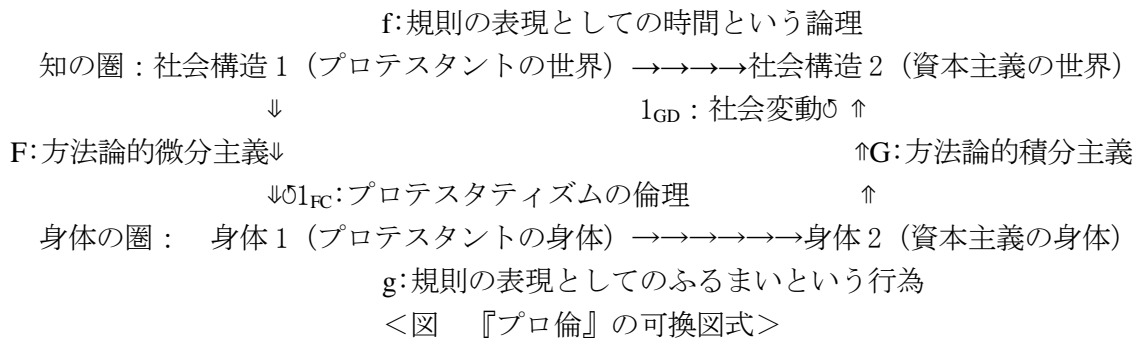 f:規則の表現としての時間という論理
知の圏：社会構造1（プロテスタントの世界）→→→→社会構造2（資本主義の世界）
⇓ 1GD：社会変動↺ ⇑
F:方法論的微分主義⇓ ⇑G:方法論的積分主義
⇓↺1FC:プロテスタティズムの倫理 ⇑
身体の圏： 身体1（プロテスタントの身体）→→→→→→身体2（資本主義の身体）
g:規則の表現としてのふるまいという行為
＜図 『プロ倫』の可換図式＞